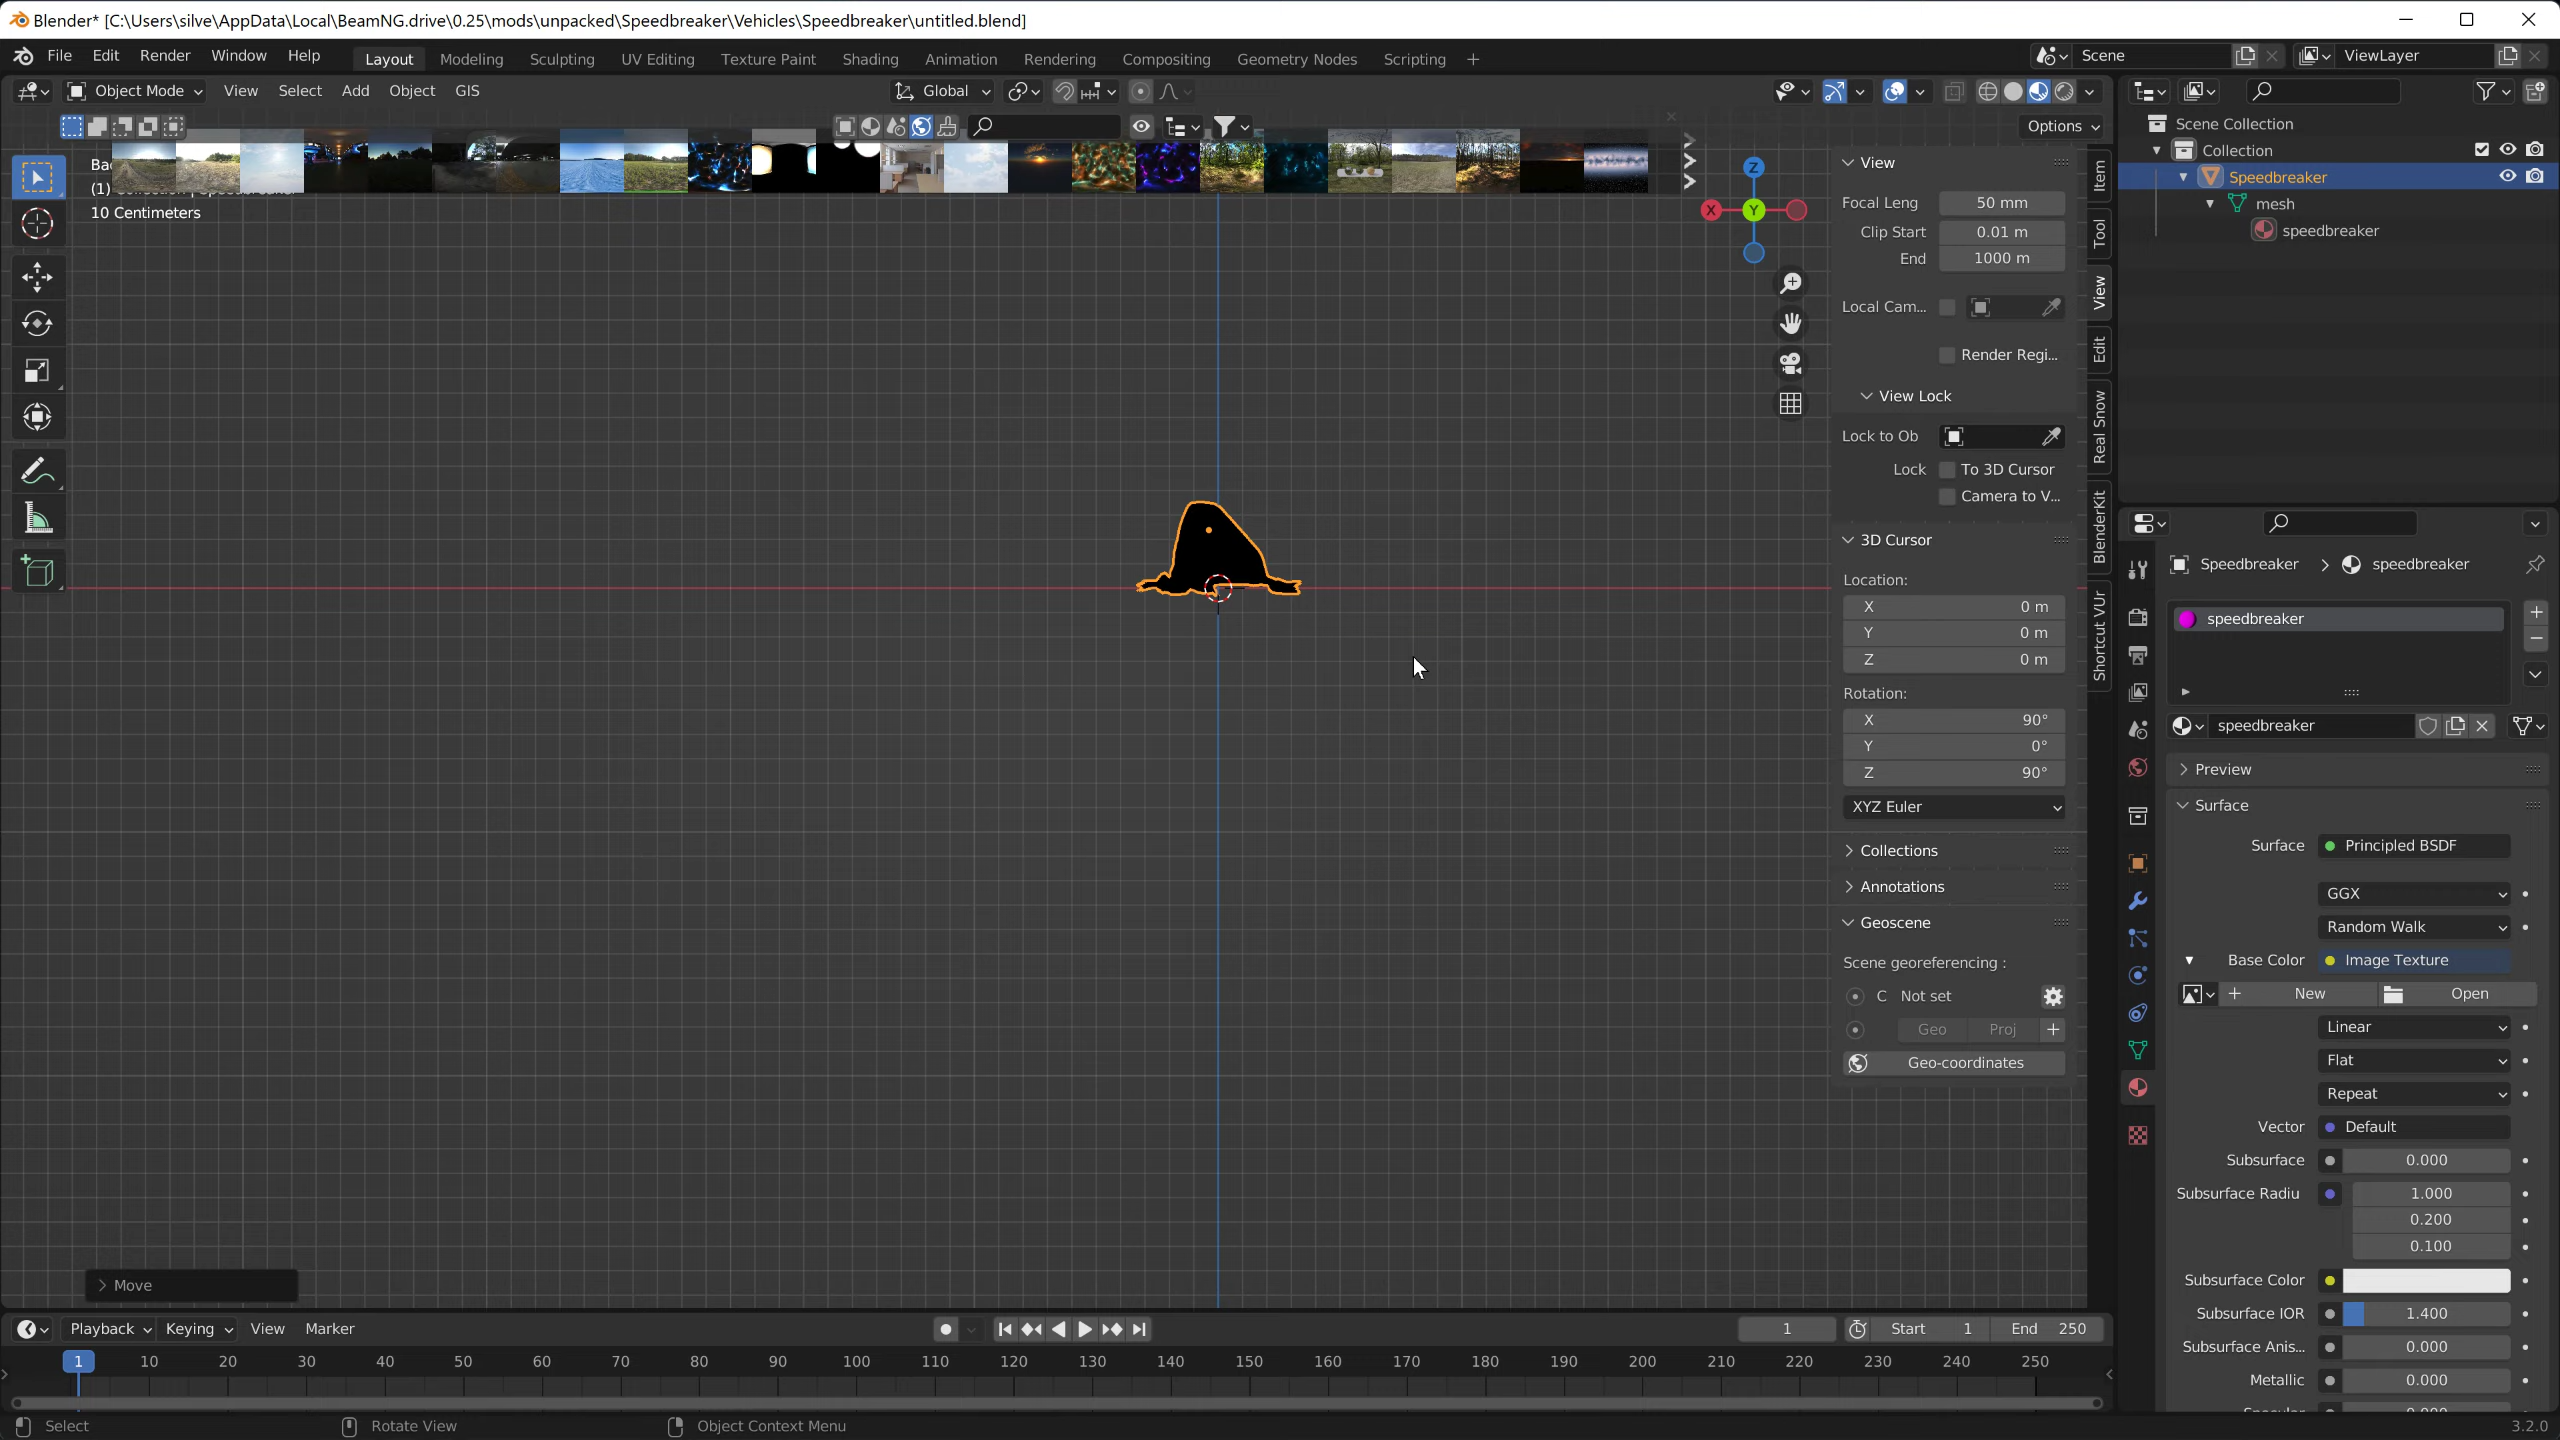 Blender* [C:\Users\silve\AppData\Local\BeamNG.drive\0.25\mods\unpacked\Speedbreaker\Vehicles\Speedbreaker\untitled.blend]
File Edit Render Window Help Layout Modeling Sculpting UV Editing Texture Paint Shading Animation Rendering Compositing Geometry Nodes Scripting + Scene ViewLayer
Object Mode View Select Add Object GIS Global
Options
Scene Collection
Collection
Speedbreaker
mesh
speedbreaker
Bac
(1)
10 Centimeters
X Y Z
View
Focal Leng 50 mm
Clip Start 0.01 m
End 1000 m
Local Cam...
Render Regi...
View Lock
Lock to Ob
Lock To 3D Cursor
Camera to V...
3D Cursor
Location:
X 0 m
Y 0 m
Z 0 m
Rotation:
X 90°
Y 0°
Z 90°
XYZ Euler
Collections
Annotations
Geoscene
Scene georeferencing :
C Not set
Geo Proj +
Geo-coordinates
Item
Tool
View
Edit
Real Snow
BlenderKit
Shortcut VUr
Speedbreaker > speedbreaker
speedbreaker
speedbreaker
Preview
Surface
Surface Principled BSDF
GGX
Random Walk
Base Color Image Texture
New Open
Linear
Flat
Repeat
Vector Default
Subsurface 0.000
Subsurface Radiu 1.000
0.200
0.100
Subsurface Color
Subsurface IOR 1.400
Subsurface Anis... 0.000
Metallic 0.000
Move
Playback Keying View Marker 1 Start 1 End 250
1 10 20 30 40 50 60 70 80 90 100 110 120 130 140 150 160 170 180 190 200 210 220 230 240 250
Select Rotate View Object Context Menu 3.2.0